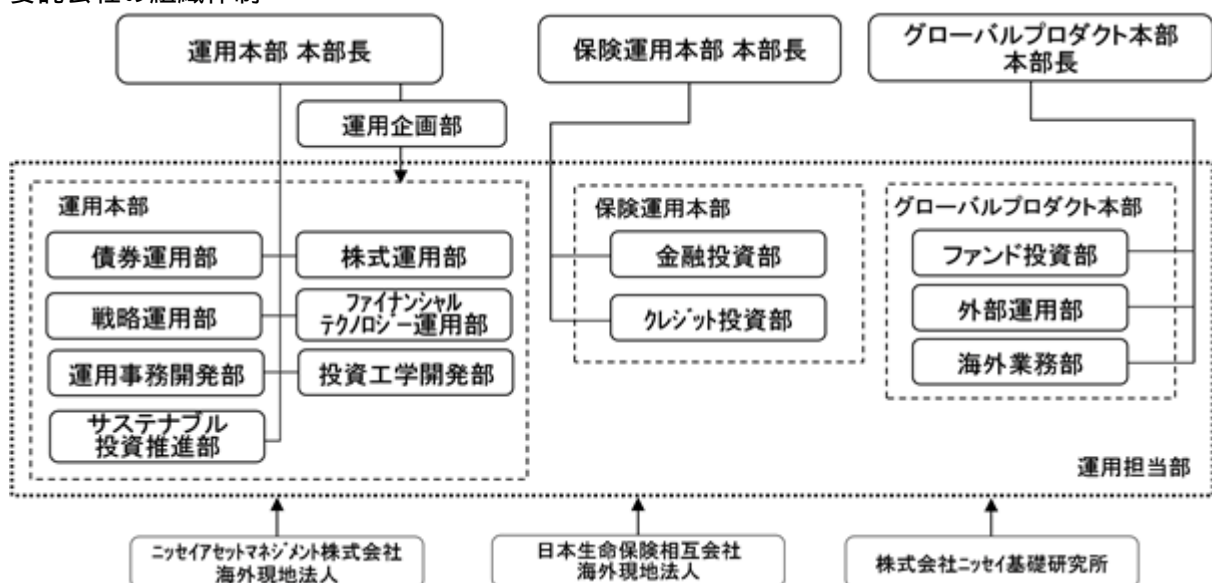 委託会社の組織体制
運用本部 本部長
保険運用本部 本部長
グローバルプロダクト本部
本部長
運用企画部
運用本部
債券運用部
株式運用部
戦略運用部
ファイナンシャル
テクノロジー運用部
運用事務開発部
投資工学開発部
サステナブル
投資推進部
保険運用本部
金融投資部
クレジット投資部
グローバルプロダクト本部
ファンド投資部
外部運用部
海外業務部
運用担当部
ニッセイアセットマネジメント株式会社
海外現地法人
日本生命保険相互会社
海外現地法人
株式会社ニッセイ基礎研究所